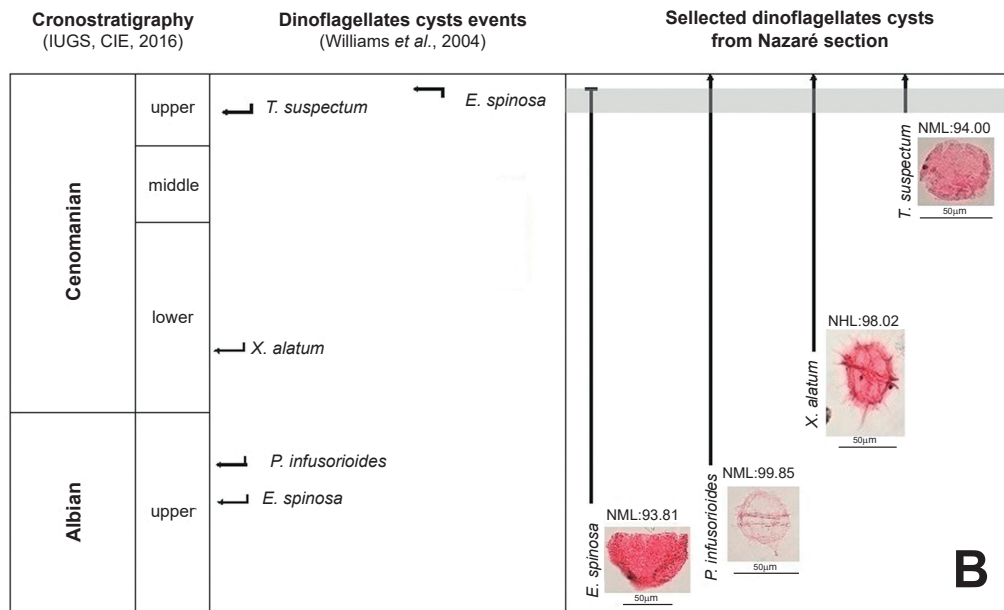 Cronostratigraphy
(IUGS, CIE, 2016)
Dinoflagellates cysts events
(Williams et al., 2004)
Sellected dinoflagellates cysts
from Nazaré section
Cenomanian
upper
middle
lower
Albian
upper
T. suspectum
E. spinosa
X. alatum
P. infusorioides
E. spinosa
NML:94.00
T. suspectum
50μm
NHL:98.02
X. alatum
50μm
NML:99.85
P. infusorioides
50μm
NML:93.81
E. spinosa
50μm
B